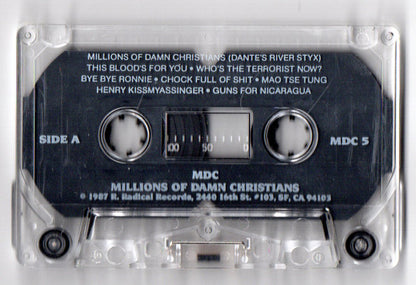 MILLIONS OF DAMN CHRISTIANS (DANTE'S RIVER STYX)
THIS BLOOD'S FOR YOU • WHO'S THE TERRORIST NOW?
BYE BYE RONNIE • CHOCK FULL OF SHIT • MAO TSE TUNG
HENRY KISSMYASSINGER • GUNS FOR NICARAGUA
SIDE A
00 50 0
MDC 5
MDC
MILLIONS OF DAMN CHRISTIANS
© 1987 R. Radical Records, 2440 16th St. #103, SF, CA 94103